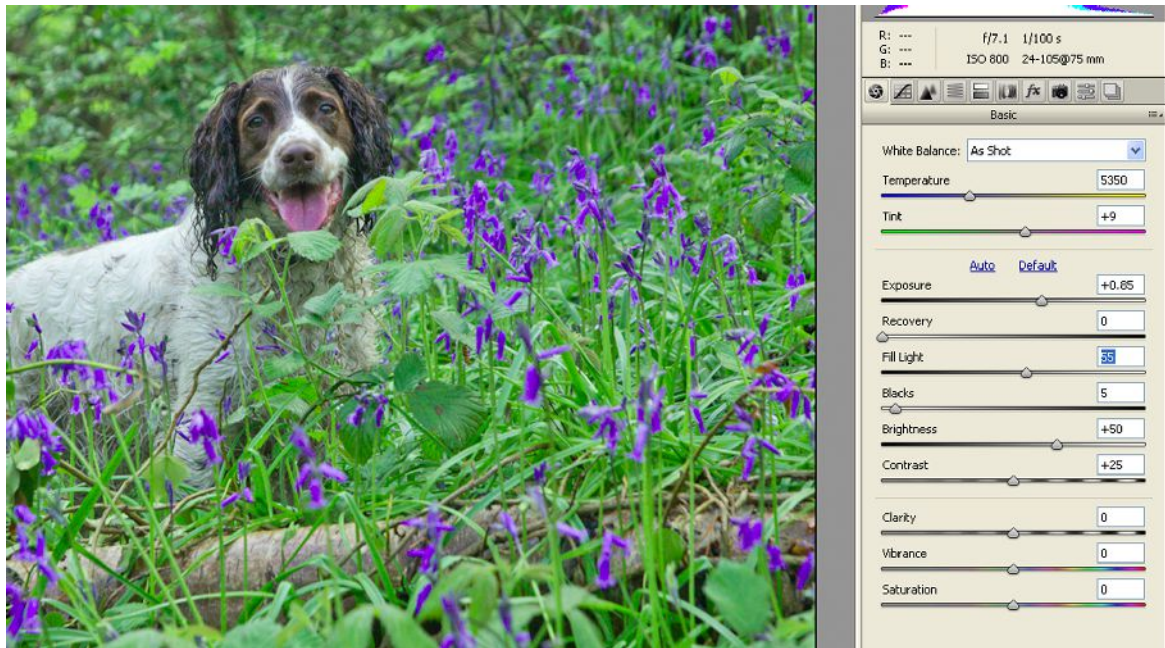 R: --- f/7.1 1/100 s
G: ---
B: --- ISO 800 24-105@75 mm
fx
Basic
White Balance: As Shot
Temperature 5350
Tint +9
Auto Default
Exposure +0.85
Recovery 0
Fill Light 55
Blacks 5
Brightness +50
Contrast +25
Clarity 0
Vibrance 0
Saturation 0